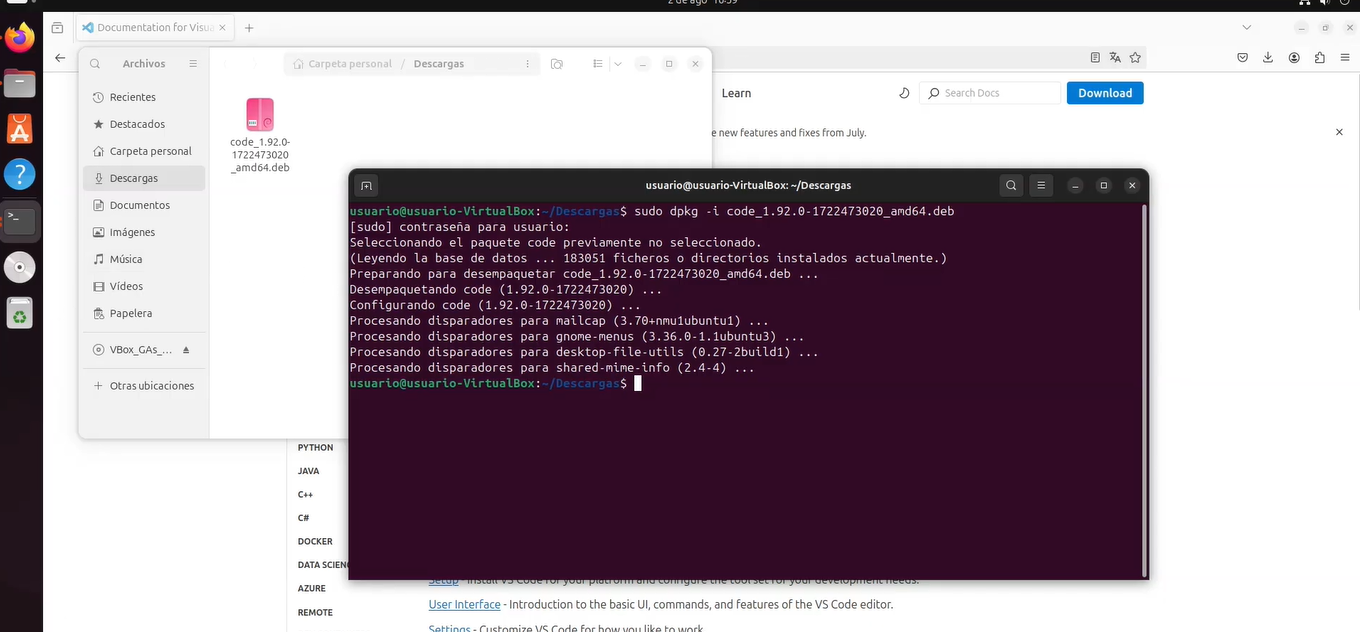 2 de ago 10:39
Documentation for Visua
Archivos
Carpeta personal / Descargas
Recientes
Destacados
Carpeta personal
Descargas
Documentos
Imágenes
Música
Vídeos
Papelera
VBox_GAs_...
Otras ubicaciones
code_1.92.0-
1722473020
_amd64.deb
Learn
Search Docs
Download
e new features and fixes from July.
usuario@usuario-VirtualBox: ~/Descargas
usuario@usuario-VirtualBox:~/Descargas$ sudo dpkg -i code_1.92.0-1722473020_amd64.deb
[sudo] contraseña para usuario:
Seleccionando el paquete code previamente no seleccionado.
(Leyendo la base de datos ... 183051 ficheros o directorios instalados actualmente.)
Preparando para desempaquetar code_1.92.0-1722473020_amd64.deb ...
Desempaquetando code (1.92.0-1722473020) ...
Configurando code (1.92.0-1722473020) ...
Procesando disparadores para mailcap (3.70+nmu1ubuntu1) ...
Procesando disparadores para gnome-menus (3.36.0-1.1ubuntu3) ...
Procesando disparadores para desktop-file-utils (0.27-2build1) ...
Procesando disparadores para shared-mime-info (2.4-4) ...
usuario@usuario-VirtualBox:~/Descargas$
PYTHON
JAVA
C++
C#
DOCKER
DATA SCIEN
AZURE
REMOTE
Setup - Install VS Code for your platform and configure the tool set for your development needs.
User Interface - Introduction to the basic UI, commands, and features of the VS Code editor.
Settings - Customize VS Code for how you like to work.